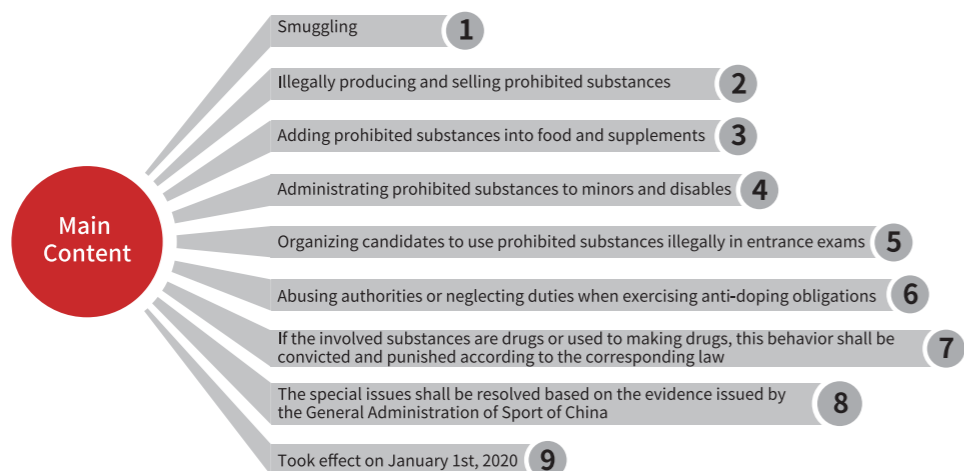 Main
Content
Smuggling
1
Illegally producing and selling prohibited substances
2
Adding prohibited substances into food and supplements
3
Administrating prohibited substances to minors and disables
4
Organizing candidates to use prohibited substances illegally in entrance exams
5
Abusing authorities or neglecting duties when exercising anti-doping obligations
6
If the involved substances are drugs or used to making drugs, this behavior shall be
convicted and punished according to the corresponding law
7
The special issues shall be resolved based on the evidence issued by
the General Administration of Sport of China
8
Took effect on January 1st, 2020
9